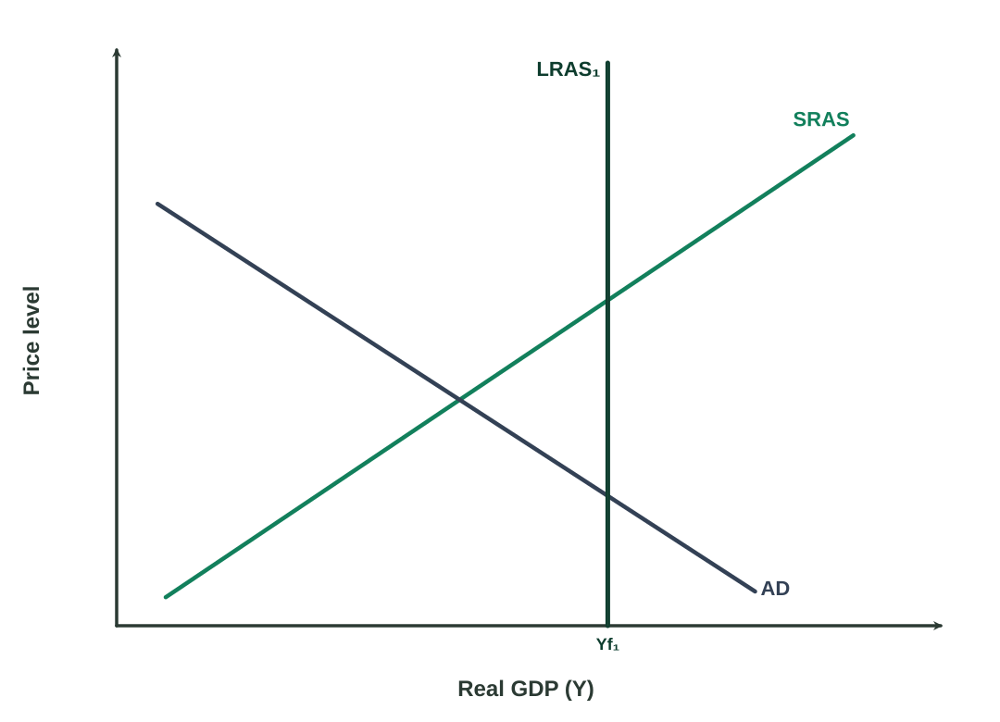 LRAS₁
SRAS
Price level
AD
Yf₁
Real GDP (Y)